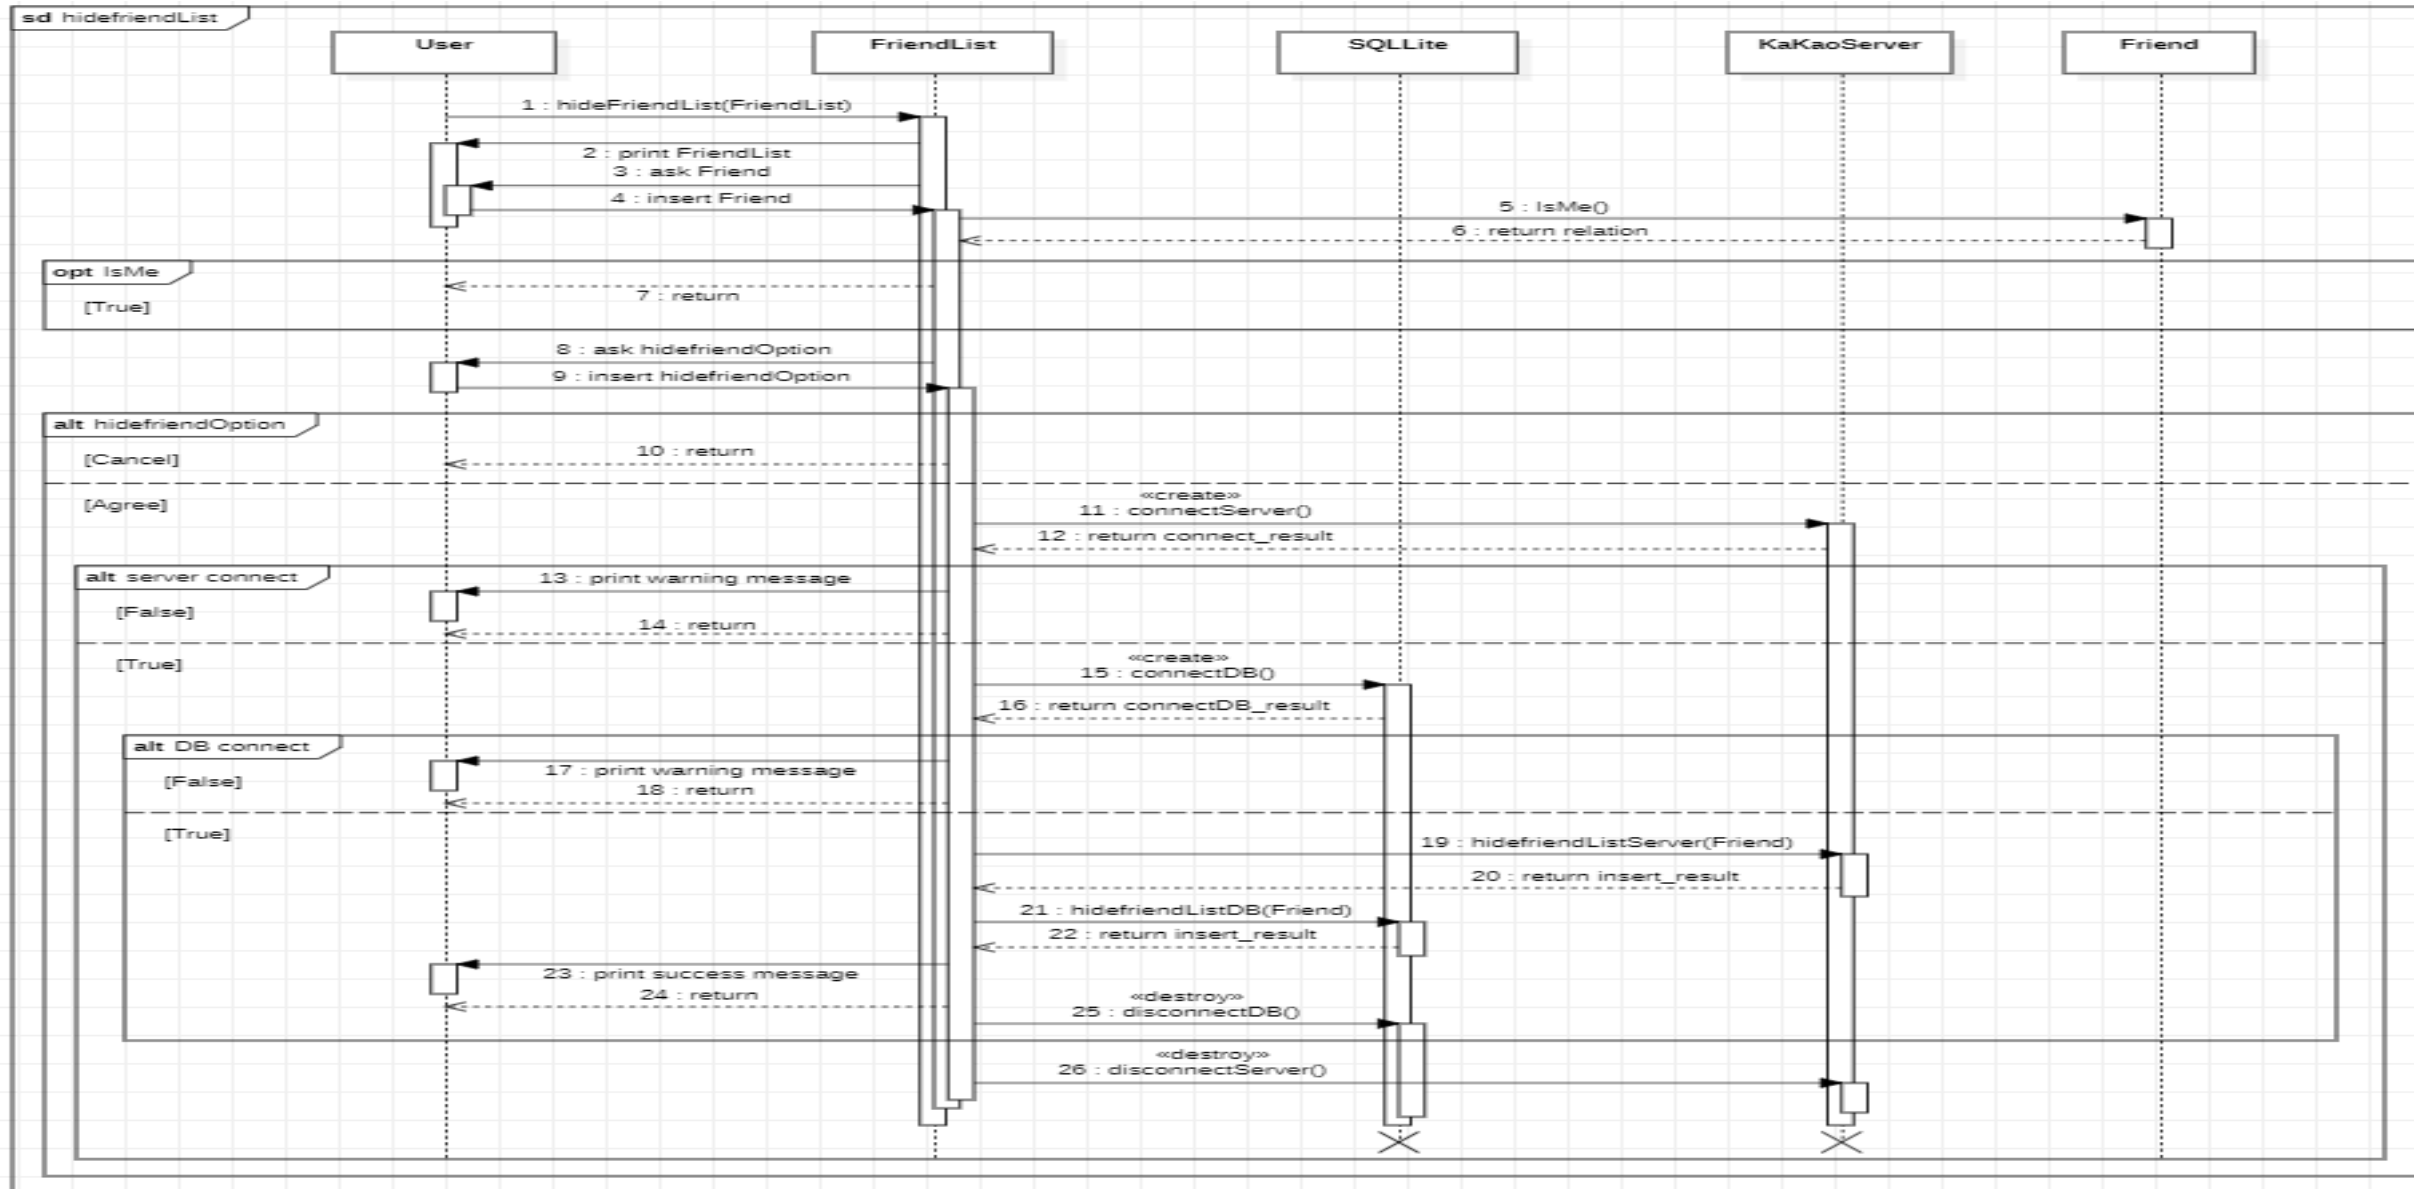 sd hidefriendList
User
FriendList
SQLLite
KaKaoServer
Friend
1 : hideFriendList(FriendList)
2 : print FriendList
3 : ask Friend
4 : insert Friend
5 : IsMe()
6 : return relation
opt IsMe
7 : return
[True]
8 : ask hidefriendOption
9 : insert hidefriendOption
alt hidefriendOption
10 : return
[Cancel]
«create»
[Agree]
11 : connectServer()
12 : return connect_result
alt server connect
13 : print warning message
[False]
14 : return
«create»
[True]
15 : connectDB()
16 : return connectDB_result
alt DB connect
17 : print warning message
[False]
18 : return
[True]
19 : hidefriendListServer(Friend)
20 : return insert_result
21 : hidefriendListDB(Friend)
22 : return insert_result
23 : print success message
24 : return
«destroy»
25 : disconnectDB()
«destroy»
26 : disconnectServer()